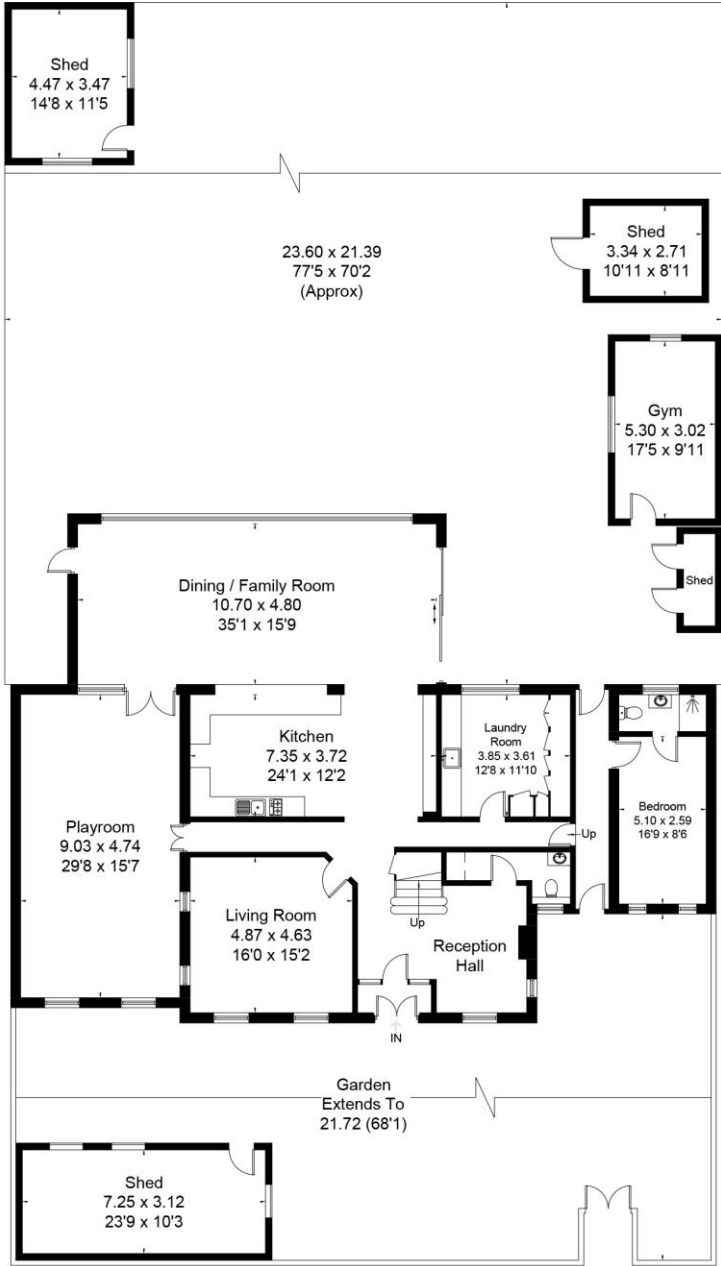 Shed
4.47 x 3.47
14'8 x 11'5
23.60 x 21.39
77'5 x 70'2
(Approx)
Shed
3.34 x 2.71
10'11 x 8'11
Gym
5.30 x 3.02
17'5 x 9'11
Shed
Dining / Family Room
10.70 x 4.80
35'1 x 15'9
Kitchen
7.35 x 3.72
24'1 x 12'2
Laundry
Room
3.85 x 3.61
12'8 x 11'10
Bedroom
5.10 x 2.59
16'9 x 8'6
Playroom
9.03 x 4.74
29'8 x 15'7
Up
Living Room
4.87 x 4.63
16'0 x 15'2
Up
Reception
Hall
IN
Garden
Extends To
21.72 (68'1)
Shed
7.25 x 3.12
23'9 x 10'3